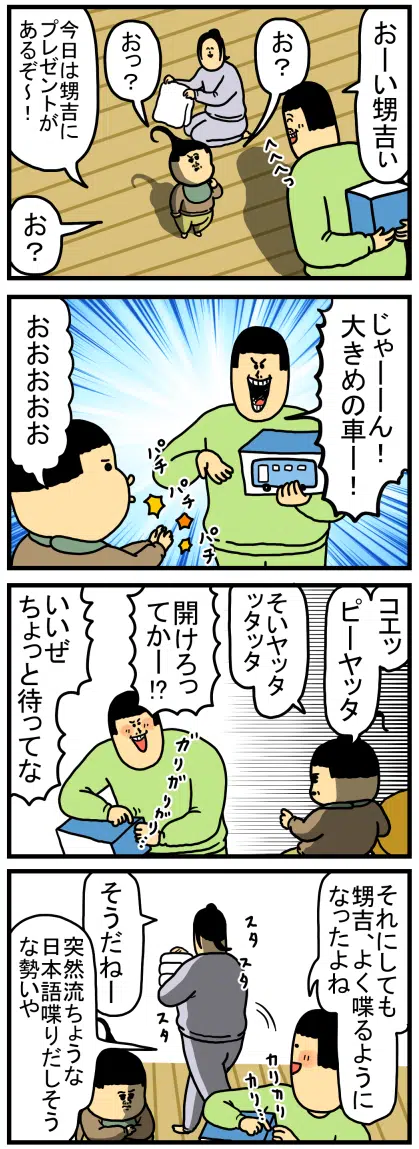 おーい甥吉ぃ
お?
おっ?
へへへっ
今日は甥吉に
プレゼントが
あるぞ～!
お?
じゃーーん!
大きめの車ー!
おおおおお
パチ
パチ
パチ
コエッ
ピーヤッタ
そいヤッタ
ッタッタ
開けろっ
てかー!?
いいぜ
ちょっと待ってな
ガリガリガリガリ…
それにしても
甥吉、よく喋るように
なったよね
スタ
スタ
スタ
そうだねー
カリカリ
カリ…
突然流ちょうな
日本語喋りだしそう
な勢いや